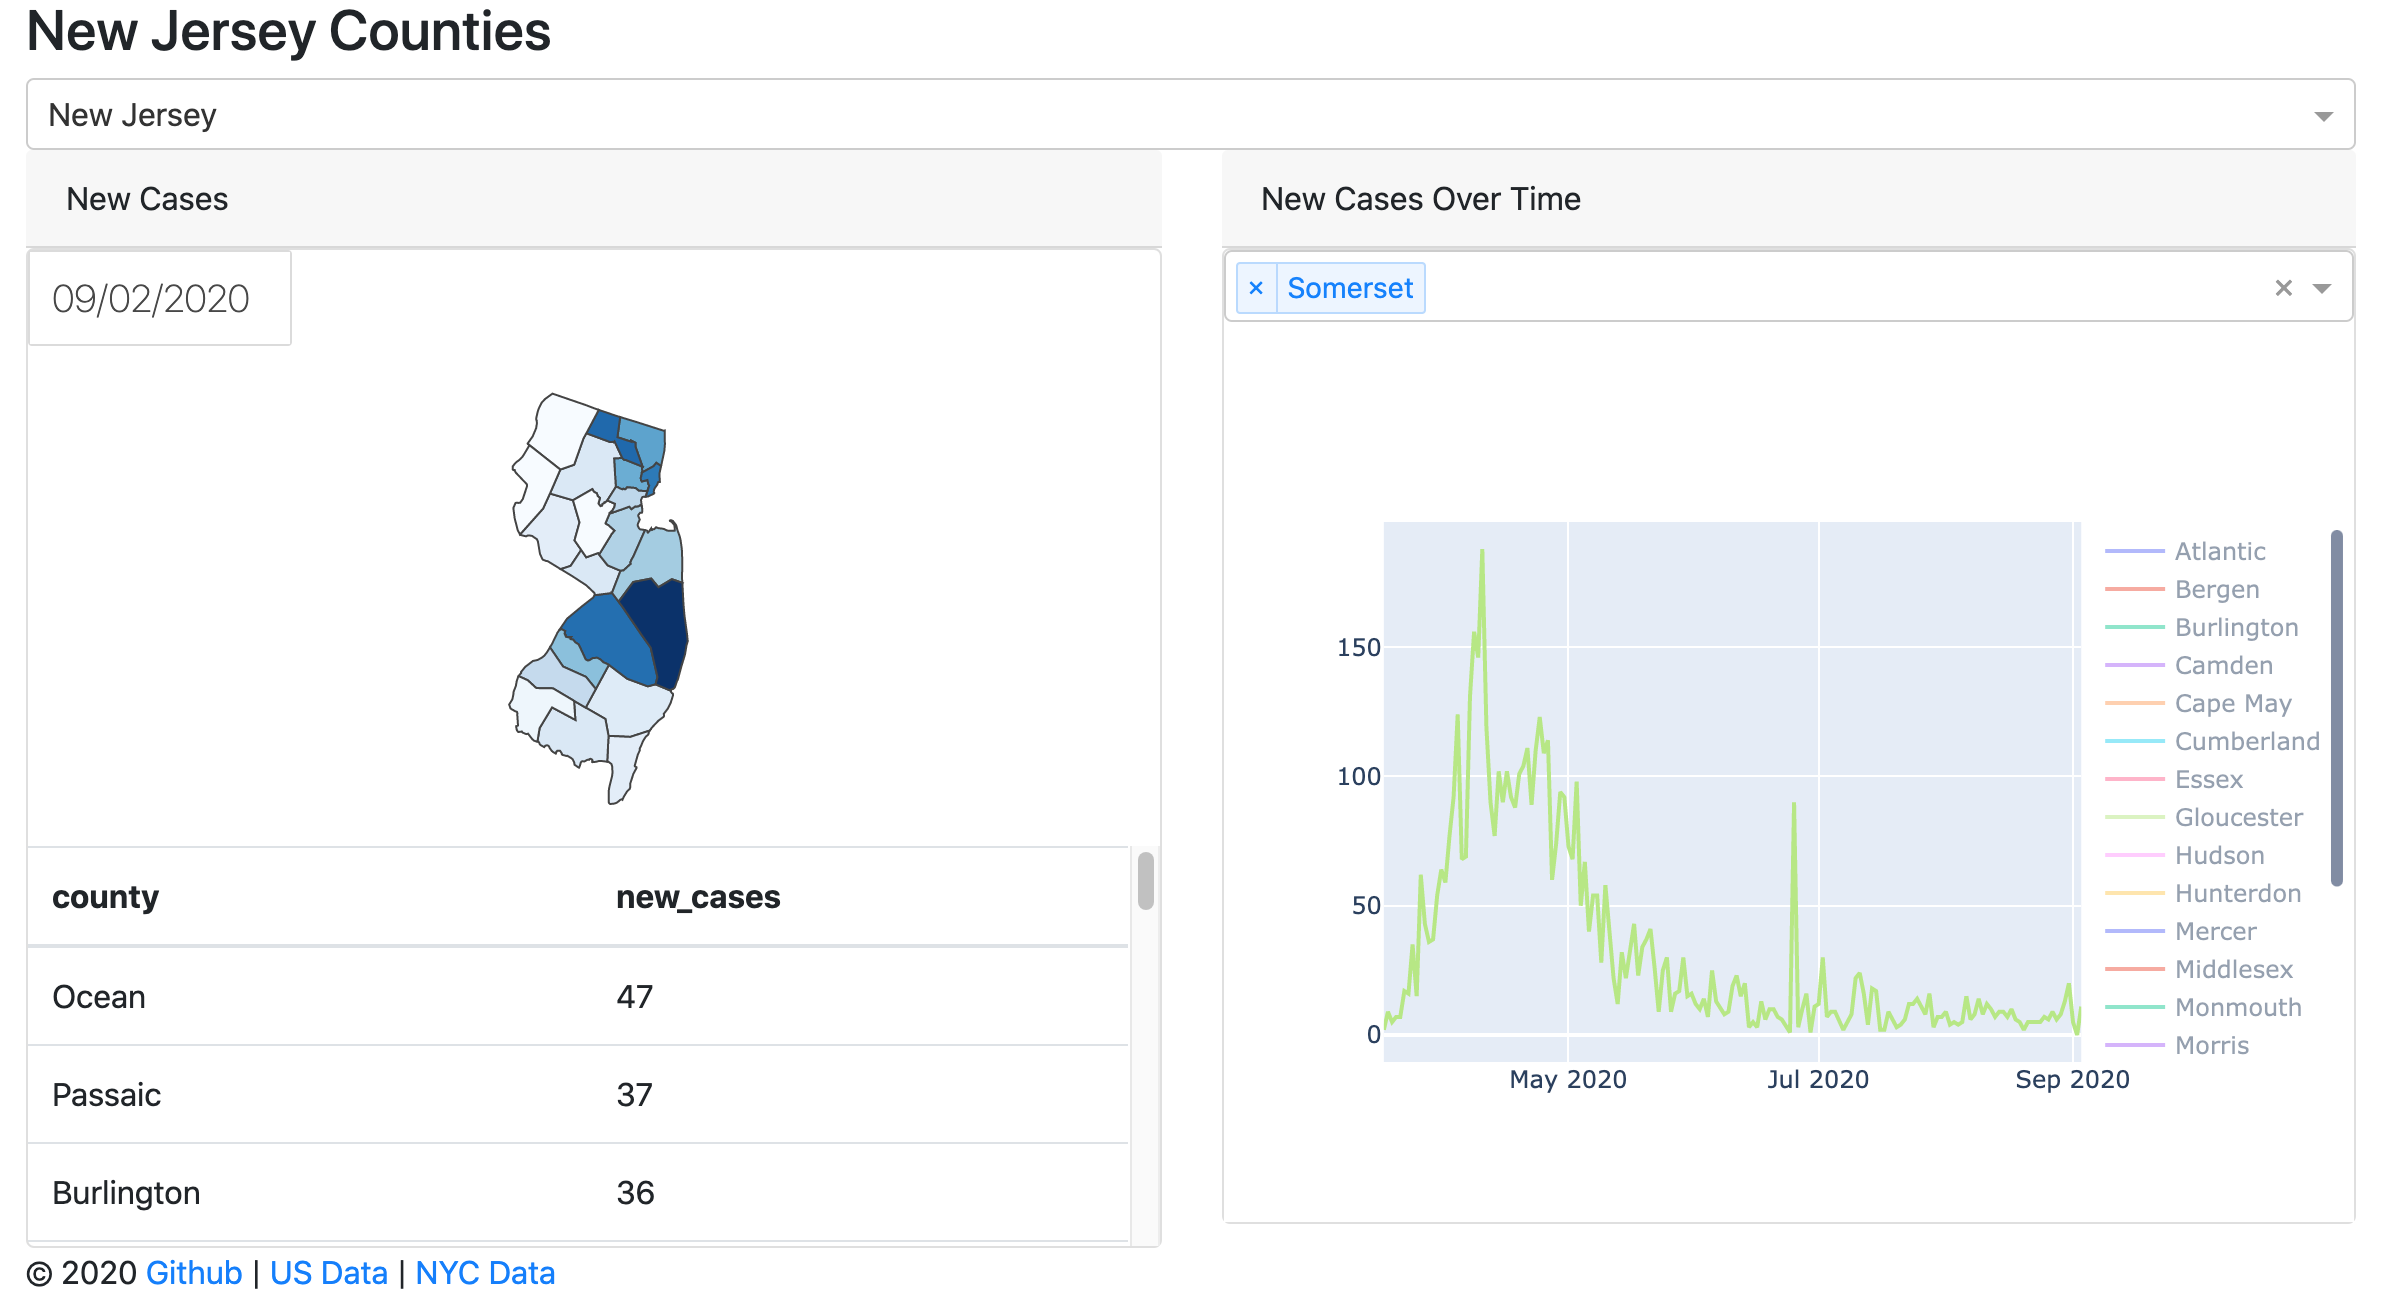 New Jersey Counties
New Jersey
New Cases
09/02/2020
county new_cases
Ocean 47
Passaic 37
Burlington 36
New Cases Over Time
× Somerset ×
150
100
50
0
May 2020 Jul 2020 Sep 2020
Atlantic
Bergen
Burlington
Camden
Cape May
Cumberland
Essex
Gloucester
Hudson
Hunterdon
Mercer
Middlesex
Monmouth
Morris
© 2020 Github | US Data | NYC Data